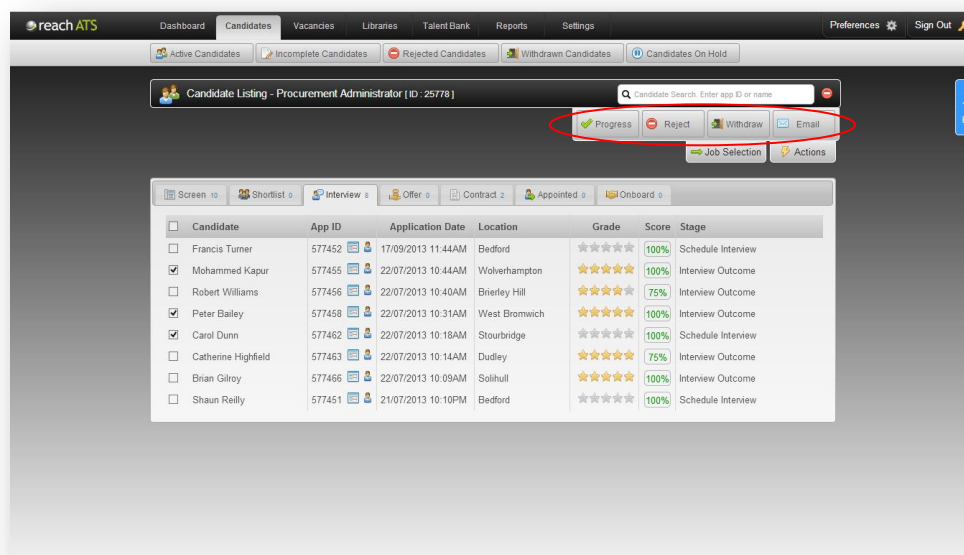 reach ATS
Dashboard Candidates Vacancies Libraries Talent Bank Reports Settings Preferences Sign Out
Active Candidates Incomplete Candidates Rejected Candidates Withdrawn Candidates Candidates On Hold
Candidate Listing - Procurement Administrator [ ID : 25778 ] Candidate Search. Enter app ID or name
Progress Reject Withdraw Email
Job Selection Actions
Screen 10 Shortlist 0 Interview 8 Offer 0 Contract 2 Appointed 0 Onboard 0
Candidate App ID Application Date Location Grade Score Stage
Francis Turner 577452 17/09/2013 11:44AM Bedford 100% Schedule Interview
Mohammed Kapur 577455 22/07/2013 10:44AM Wolverhampton 100% Interview Outcome
Robert Williams 577456 22/07/2013 10:40AM Brierley Hill 75% Interview Outcome
Peter Bailey 577458 22/07/2013 10:31AM West Bromwich 100% Interview Outcome
Carol Dunn 577462 22/07/2013 10:18AM Stourbridge 100% Schedule Interview
Catherine Highfield 577463 22/07/2013 10:14AM Dudley 75% Interview Outcome
Brian Gilroy 577466 22/07/2013 10:09AM Solihull 100% Interview Outcome
Shaun Reilly 577451 21/07/2013 10:10PM Bedford 100% Schedule Interview